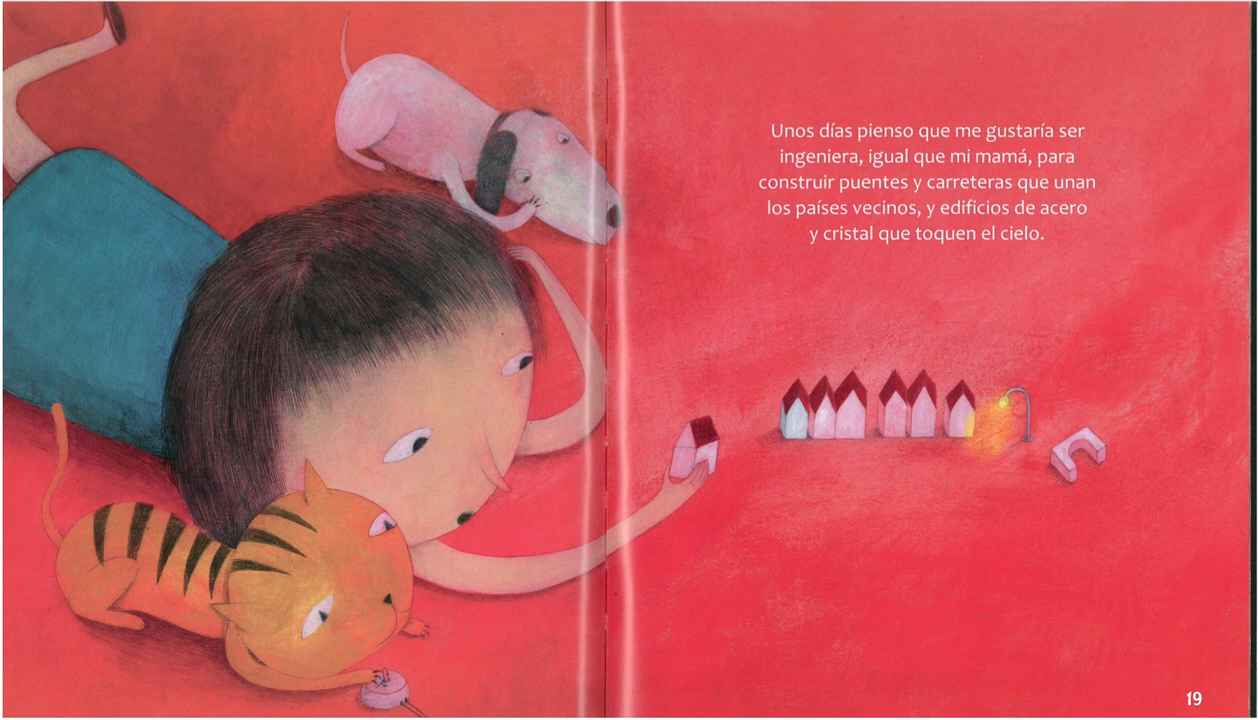 Unos días pienso que me gustaría ser
ingeniera, igual que mi mamá, para
construir puentes y carreteras que unan
los países vecinos, y edificios de acero
y cristal que toquen el cielo.
19